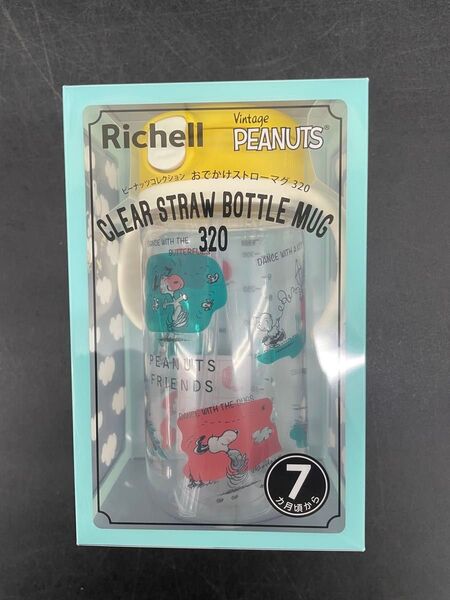 Richell
Vintage
PEANUTS®
ピーナッツコレクション おでかけストローマグ 320
CLEAR STRAW BOTTLE MUG
320
DANCE WITH THE
BUTTERFLIES
DANCE WITH A
PEANUTS
FRIENDS
DANCE WITH THE DOGS
7
カ月頃から